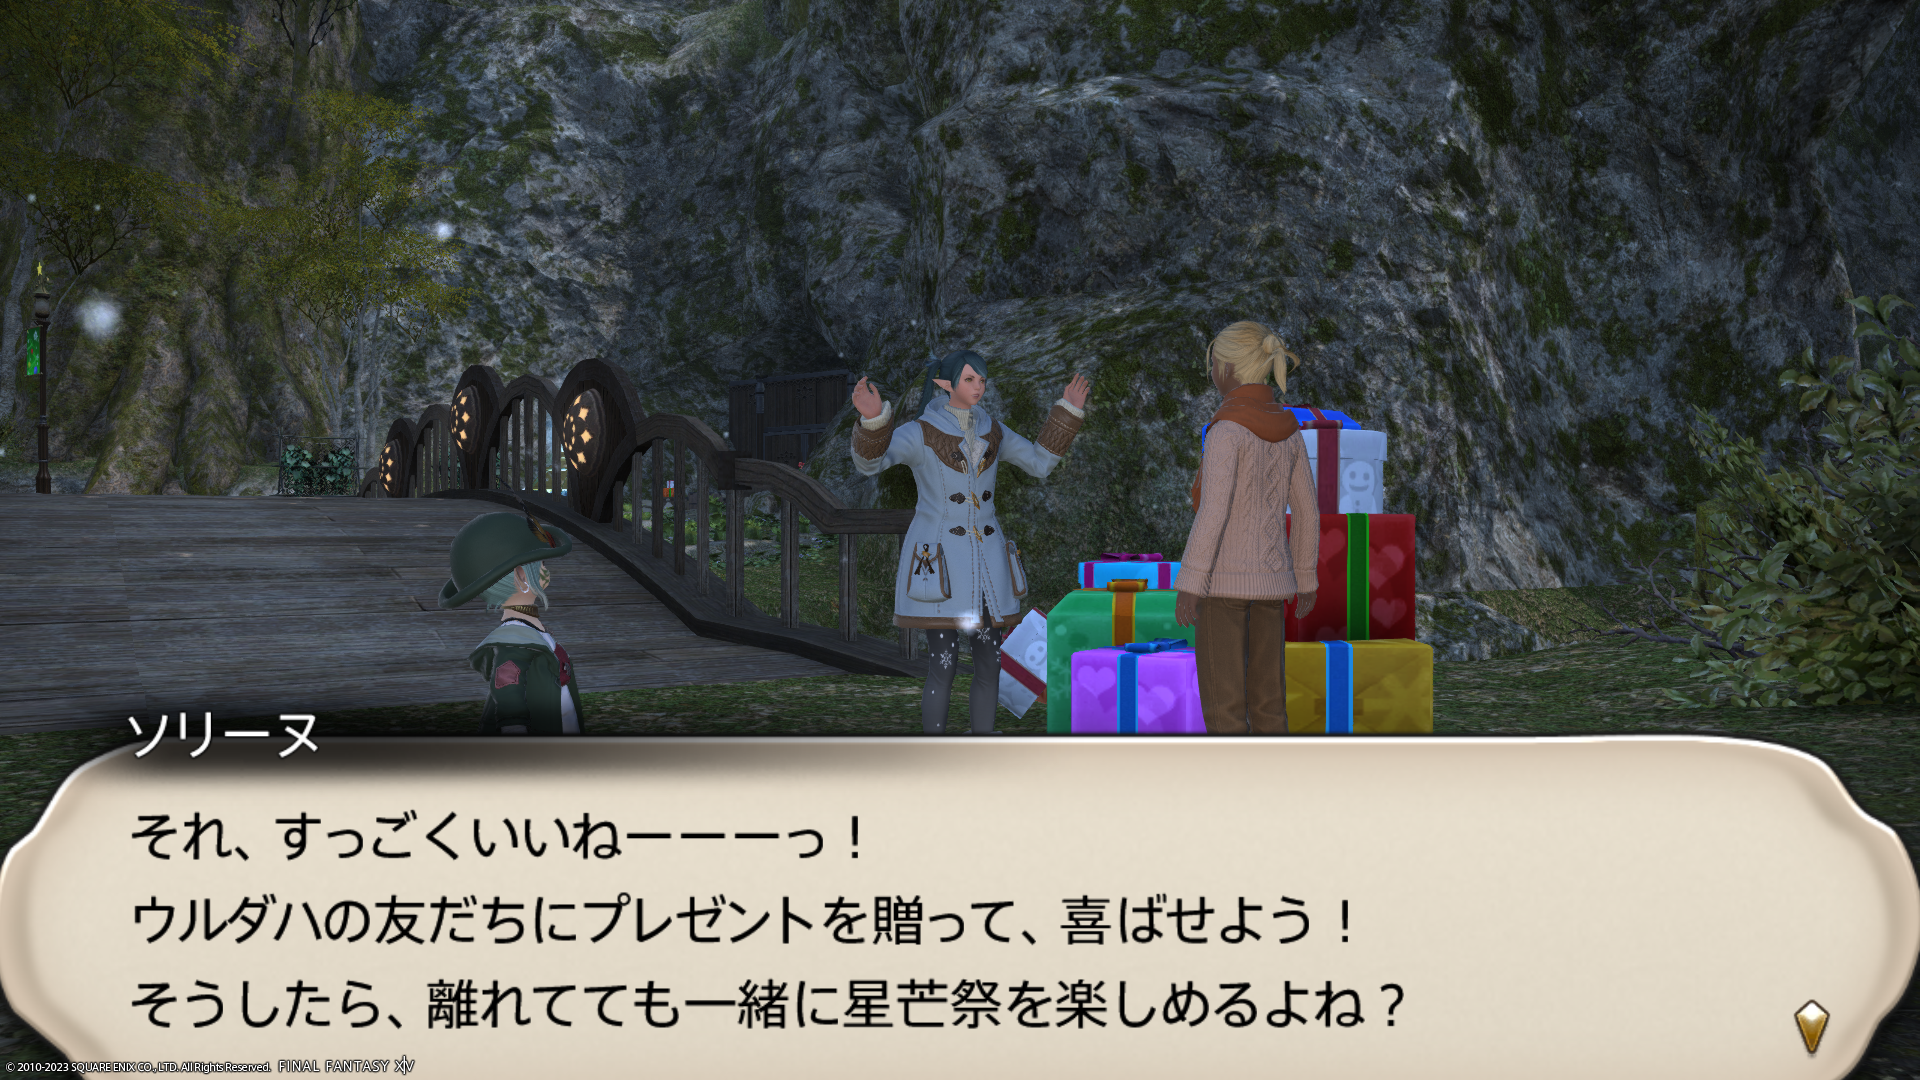 ソリーヌ
それ、すっごくいいねーーーっ！
ウルダハの友だちにプレゼントを贈って、喜ばせよう！
そうしたら、離れてても一緒に星芒祭を楽しめるよね？
© 2010-2023 SQUARE ENIX CO., LTD. All Rights Reserved. FINAL FANTASY XIV